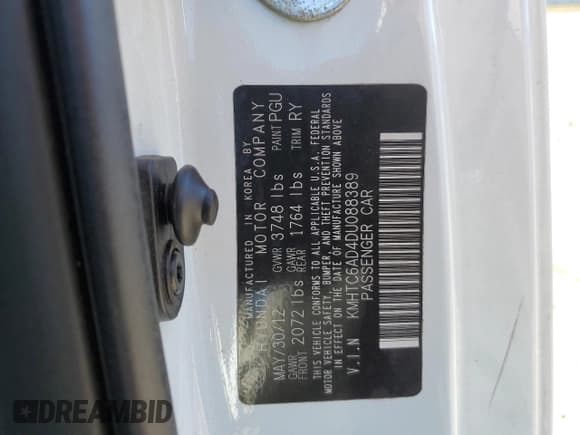 MANUFACTURED IN KOREA BY
HYUNDAI MOTOR COMPANY
MAY/30/12 GVWR 3748 lbs PAINT PGU
GAWR FRONT 2072 lbs GAWR REAR 1764 lbs TRIM RY
THIS VEHICLE CONFORMS TO ALL APPLICABLE U.S.A. FEDERAL
MOTOR VEHICLE SAFETY, BUMPER, AND THEFT PREVENTION STANDARDS
IN EFFECT ON THE DATE OF MANUFACTURE SHOWN ABOVE
V.I.N KMHTC6AD4DU088389
PASSENGER CAR
DREAMBID